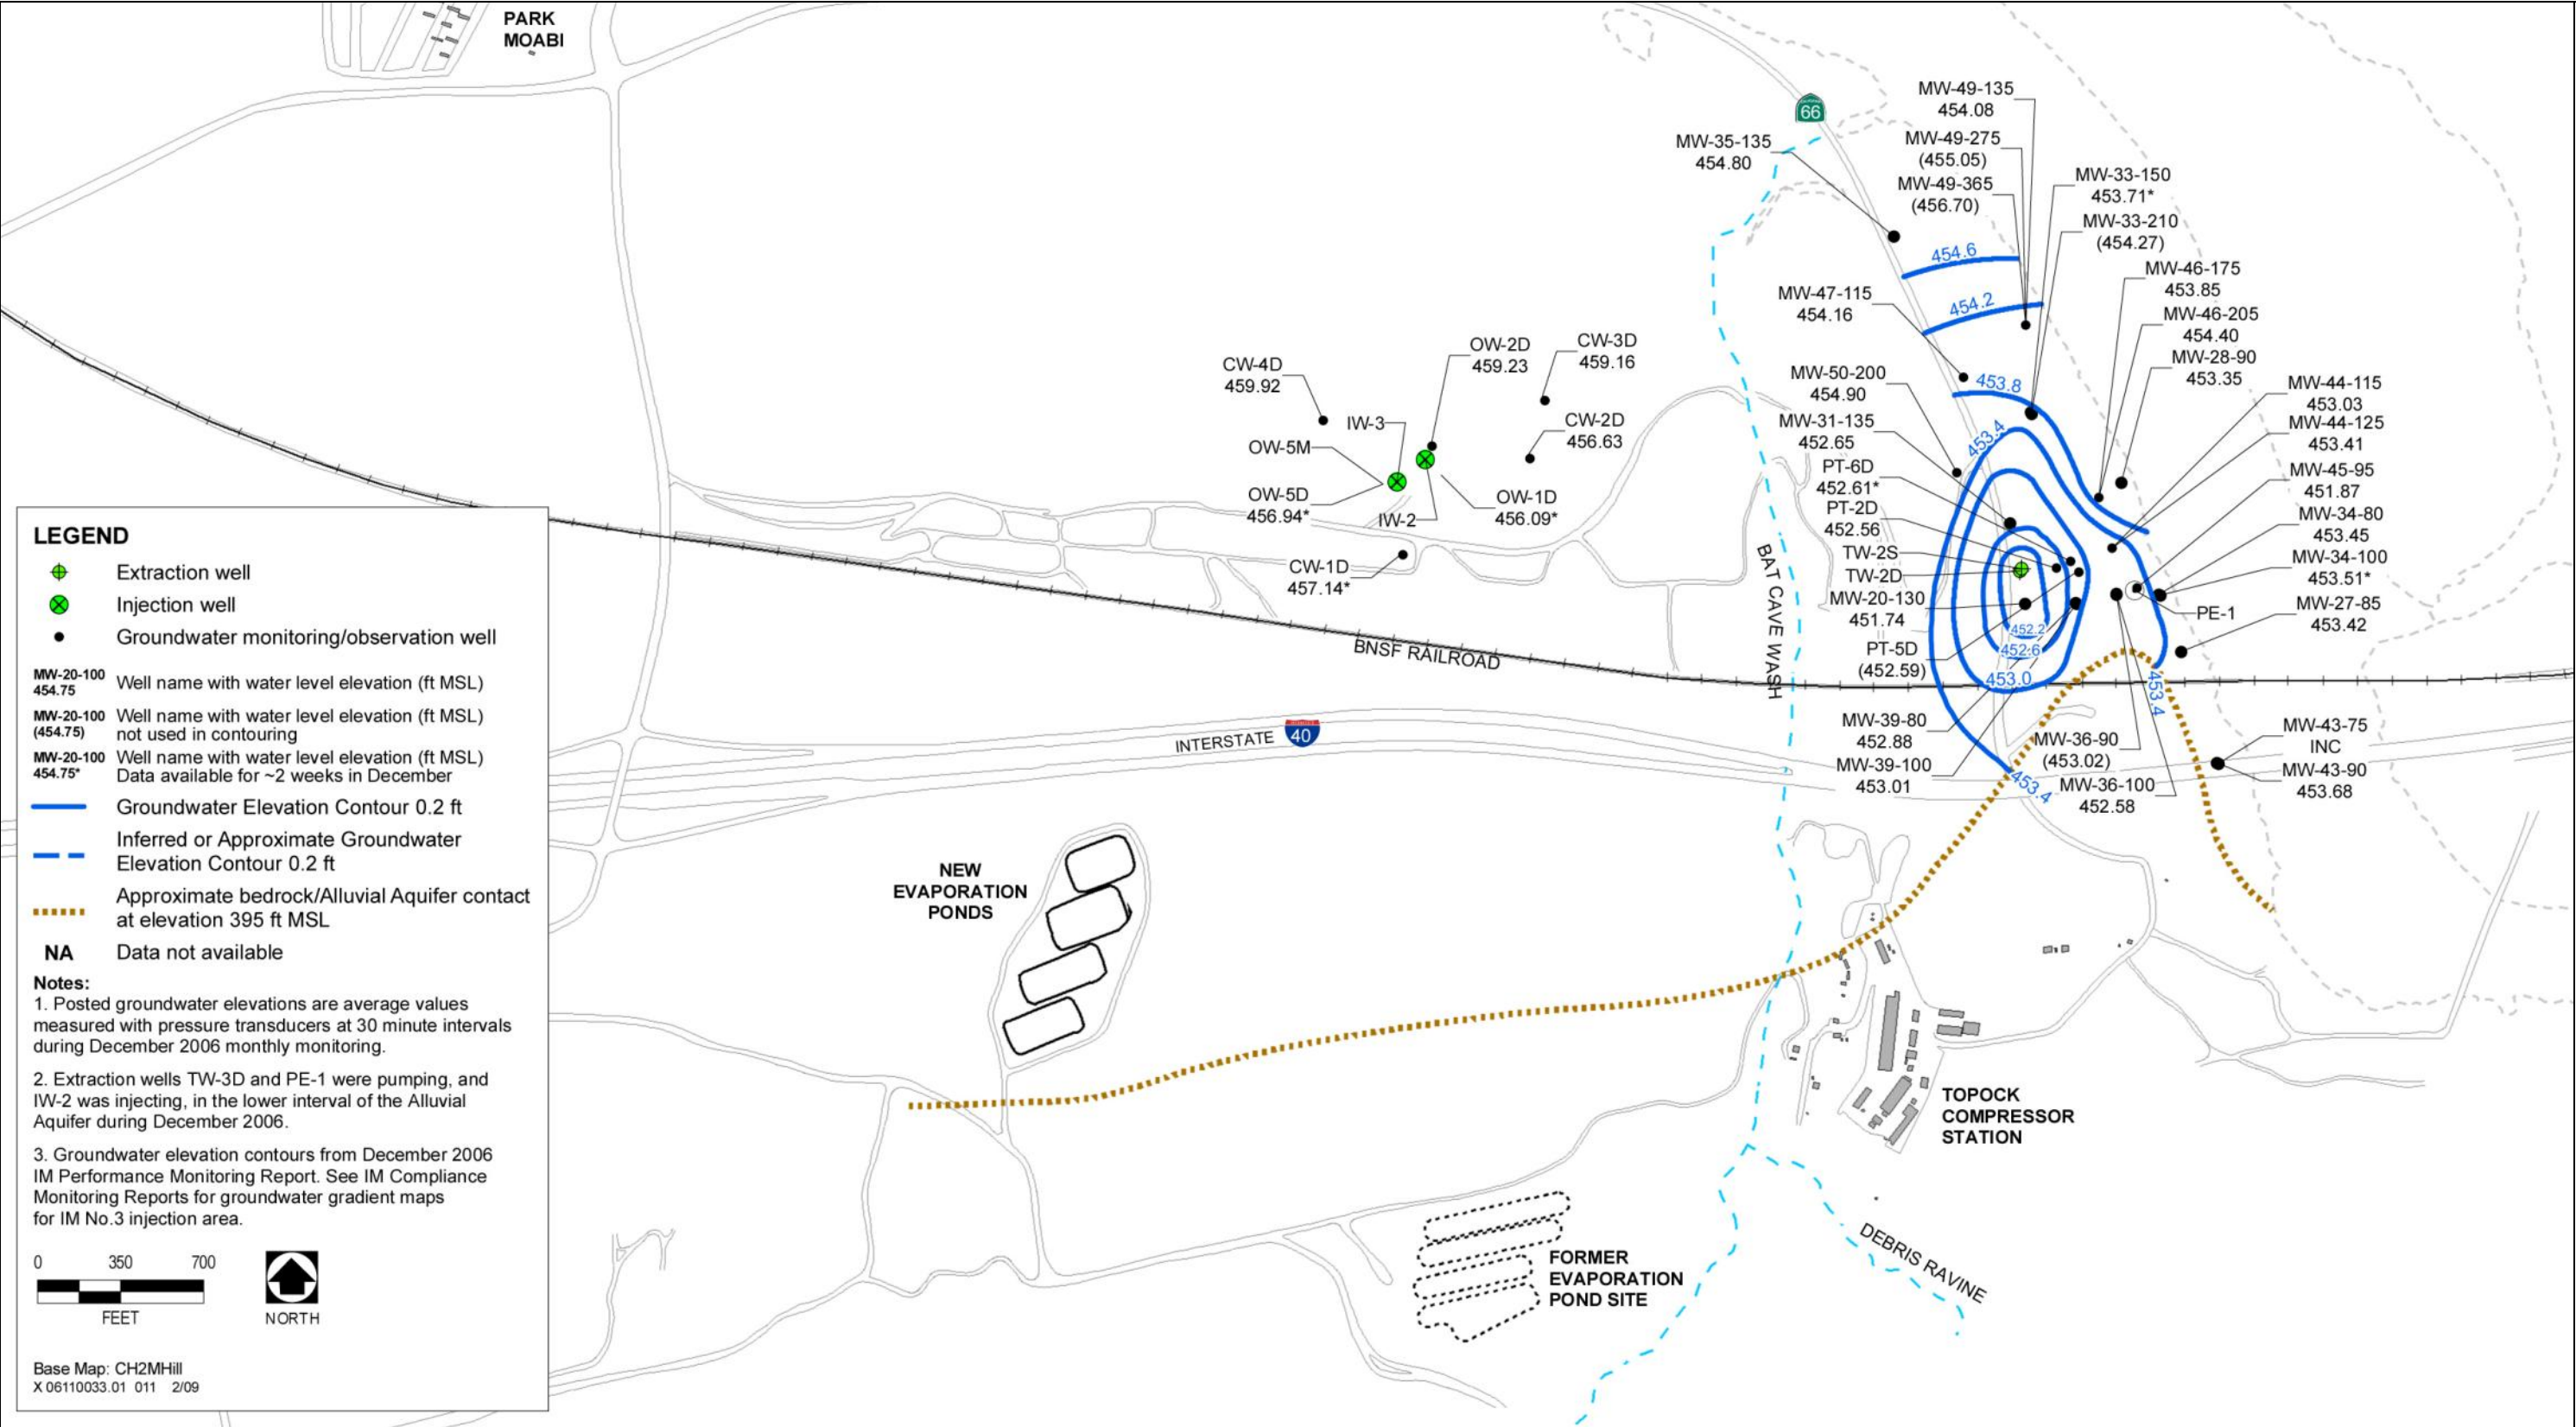 PARK
MOABI
66
MW-49-135
454.08
MW-35-135
454.80
MW-49-275
(455.05)
MW-49-365
(456.70)
MW-33-150
453.71*
MW-33-210
(454.27)
454.6
MW-46-175
453.85
MW-47-115
454.16
454.2
MW-46-205
454.40
MW-28-90
453.35
CW-4D
459.92
OW-2D
459.23
CW-3D
459.16
MW-50-200
454.90
453.8
MW-44-115
453.03
IW-3
CW-2D
456.63
MW-31-135
452.65
453.4
MW-44-125
453.41
OW-5M
PT-6D
452.61*
MW-45-95
451.87
OW-5D
456.94*
IW-2
OW-1D
456.09*
PT-2D
452.56
MW-34-80
453.45
TW-2S
TW-2D
MW-34-100
453.51*
CW-1D
457.14*
BAT CAVE WASH
MW-20-130
451.74
PE-1
MW-27-85
453.42
452.2
452.6
PT-5D
(452.59)
BNSF RAILROAD
453.0
453.4
INTERSTATE
40
MW-39-80
452.88
MW-36-90
(453.02)
MW-43-75
INC
MW-39-100
453.01
453.4
MW-36-100
452.58
MW-43-90
453.68
NEW
EVAPORATION
PONDS
TOPOCK
COMPRESSOR
STATION
DEBRIS RAVINE
FORMER
EVAPORATION
POND SITE
LEGEND
Extraction well
Injection well
Groundwater monitoring/observation well
MW-20-100
454.75
Well name with water level elevation (ft MSL)
MW-20-100
(454.75)
Well name with water level elevation (ft MSL)
not used in contouring
MW-20-100
454.75*
Well name with water level elevation (ft MSL)
Data available for ~2 weeks in December
Groundwater Elevation Contour 0.2 ft
Inferred or Approximate Groundwater
Elevation Contour 0.2 ft
Approximate bedrock/Alluvial Aquifer contact
at elevation 395 ft MSL
NA Data not available
Notes:
1. Posted groundwater elevations are average values
measured with pressure transducers at 30 minute intervals
during December 2006 monthly monitoring.
2. Extraction wells TW-3D and PE-1 were pumping, and
IW-2 was injecting, in the lower interval of the Alluvial
Aquifer during December 2006.
3. Groundwater elevation contours from December 2006
IM Performance Monitoring Report. See IM Compliance
Monitoring Reports for groundwater gradient maps
for IM No.3 injection area.
0 350 700
FEET
NORTH
Base Map: CH2MHill
X 06110033.01 011 2/09